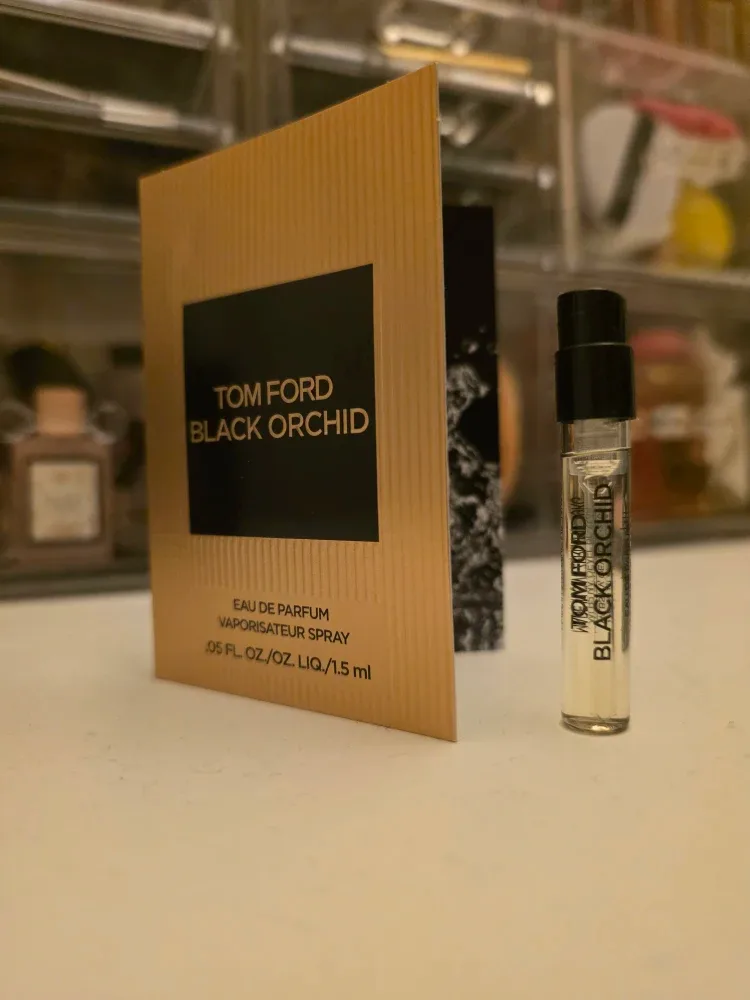 TOM FORD
BLACK ORCHID
EAU DE PARFUM
VAPORISATEUR SPRAY
.05 FL. OZ./OZ. LIQ./1.5 ml
TOM FORD
BLACK ORCHID